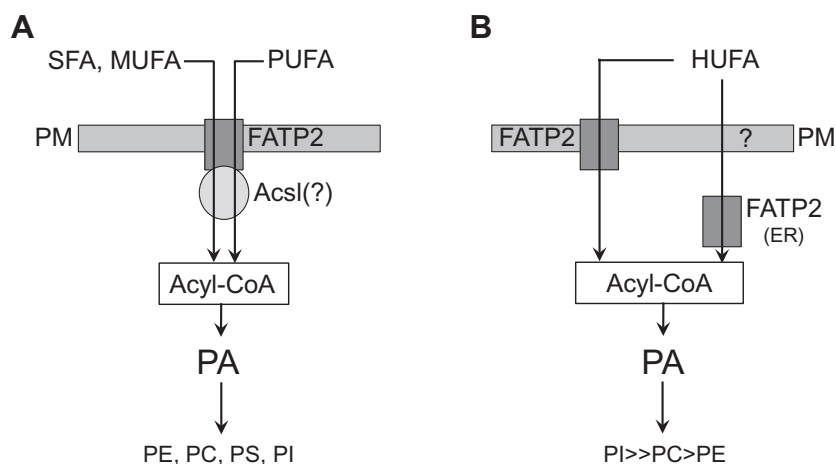 A
SFA, MUFA
PUFA
PM
FATP2
Acsl(?)
Acyl-CoA
PA
PE, PC, PS, PI
B
HUFA
FATP2
?
PM
FATP2
(ER)
Acyl-CoA
PA
PI>>PC>PE